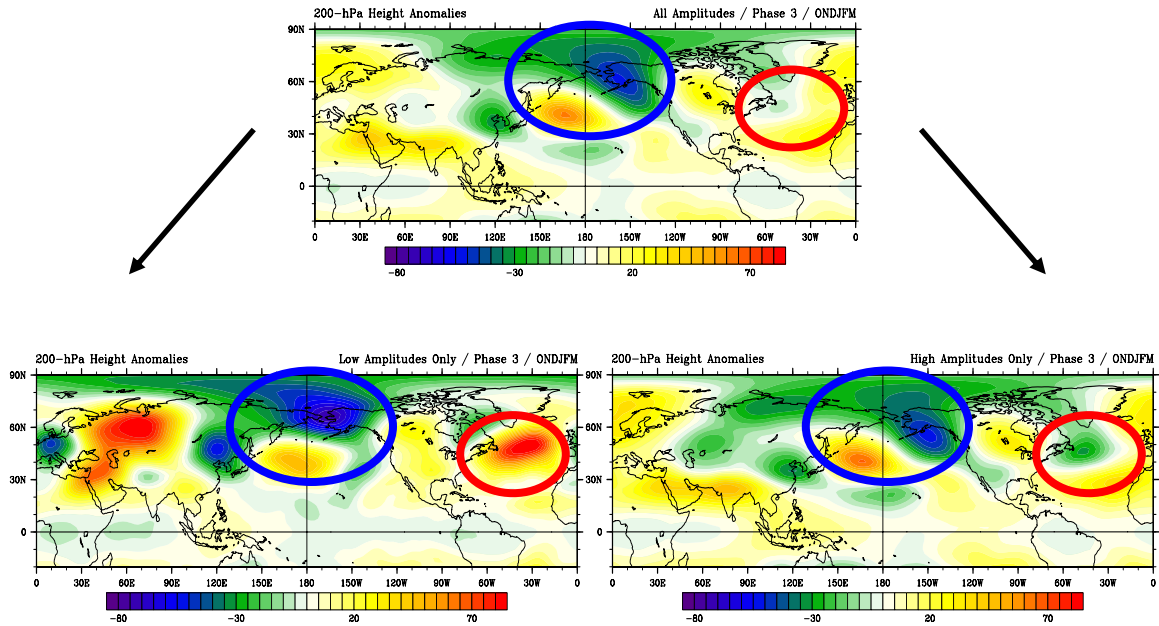 200-hPa Height Anomalies All Amplitudes / Phase 3 / ONDJFM
90N
60N
30N
0
0 30E 60E 90E 120E 150E 180 150W 120W 90W 60W 30W 0
-80 -30 20 70
200-hPa Height Anomalies Low Amplitudes Only / Phase 3 / ONDJFM
90N
60N
30N
0
0 30E 60E 90E 120E 150E 180 150W 120W 90W 60W 30W 0
-80 -30 20 70
200-hPa Height Anomalies High Amplitudes Only / Phase 3 / ONDJFM
90N
60N
30N
0
0 30E 60E 90E 120E 150E 180 150W 120W 90W 60W 30W 0
-80 -30 20 70